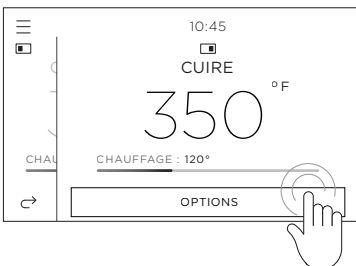 10:45
CUIRE
350 °F
CHAU
CHAUFFAGE : 120°
OPTIONS